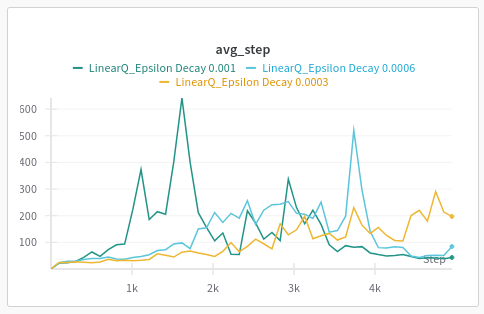 avg_step
LinearQ_Epsilon Decay 0.001 LinearQ_Epsilon Decay 0.0006
LinearQ_Epsilon Decay 0.0003
600
500
400
300
200
100
Step
1k 2k 3k 4k